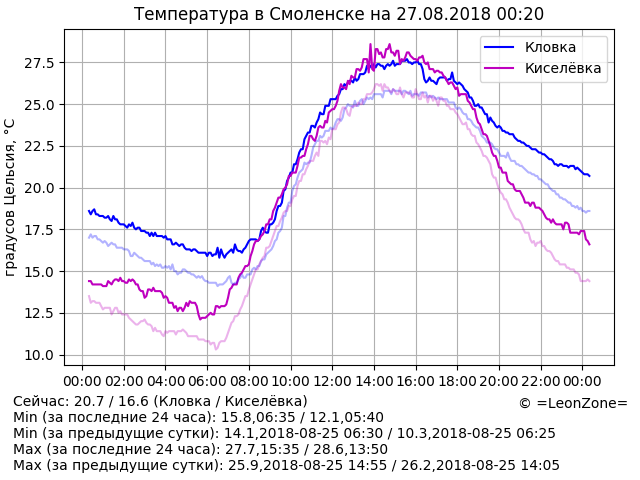 Температура в Смоленске на 27.08.2018 00:20
градусов Цельсия, °C
27.5
25.0
22.5
20.0
17.5
15.0
12.5
10.0
Кловка
Киселёвка
00:00 02:00 04:00 06:00 08:00 10:00 12:00 14:00 16:00 18:00 20:00 22:00 00:00
Сейчас: 20.7 / 16.6 (Кловка / Киселёвка)
© =LeonZone=
Min (за последние 24 часа): 15.8,06:35 / 12.1,05:40
Min (за предыдущие сутки): 14.1,2018-08-25 06:30 / 10.3,2018-08-25 06:25
Max (за последние 24 часа): 27.7,15:35 / 28.6,13:50
Max (за предыдущие сутки): 25.9,2018-08-25 14:55 / 26.2,2018-08-25 14:05